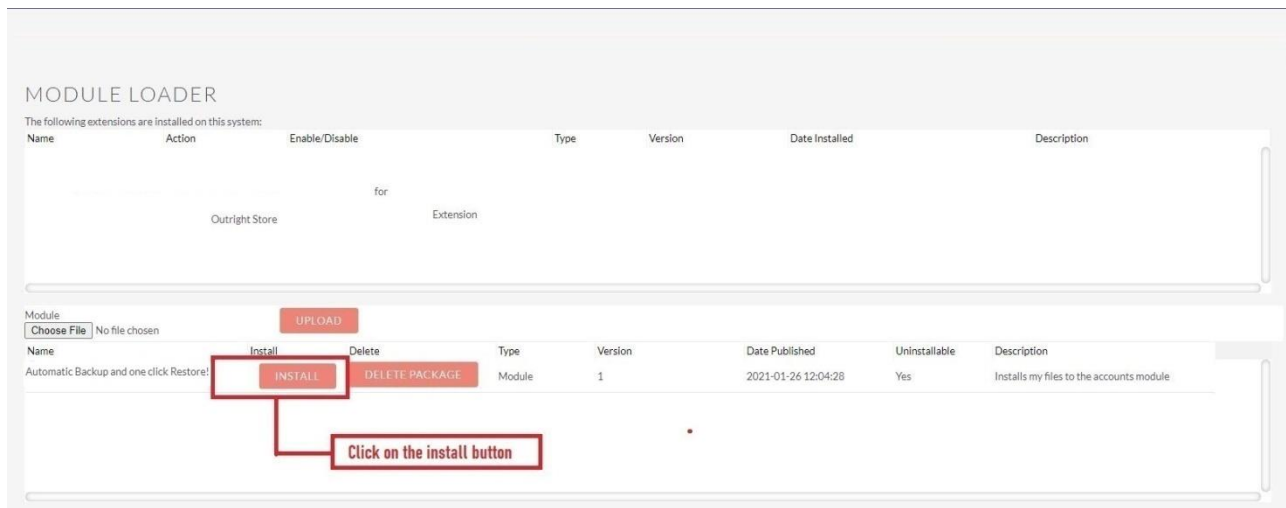 MODULE LOADER
The following extensions are installed on this system:
Name Action Enable/Disable Type Version Date Installed Description
for
Outright Store Extension
Module
Choose File No file chosen UPLOAD
Name Install Delete Type Version Date Published Uninstallable Description
Automatic Backup and one click Restore! INSTALL DELETE PACKAGE Module 1 2021-01-26 12:04:28 Yes Installs my files to the accounts module
Click on the install button